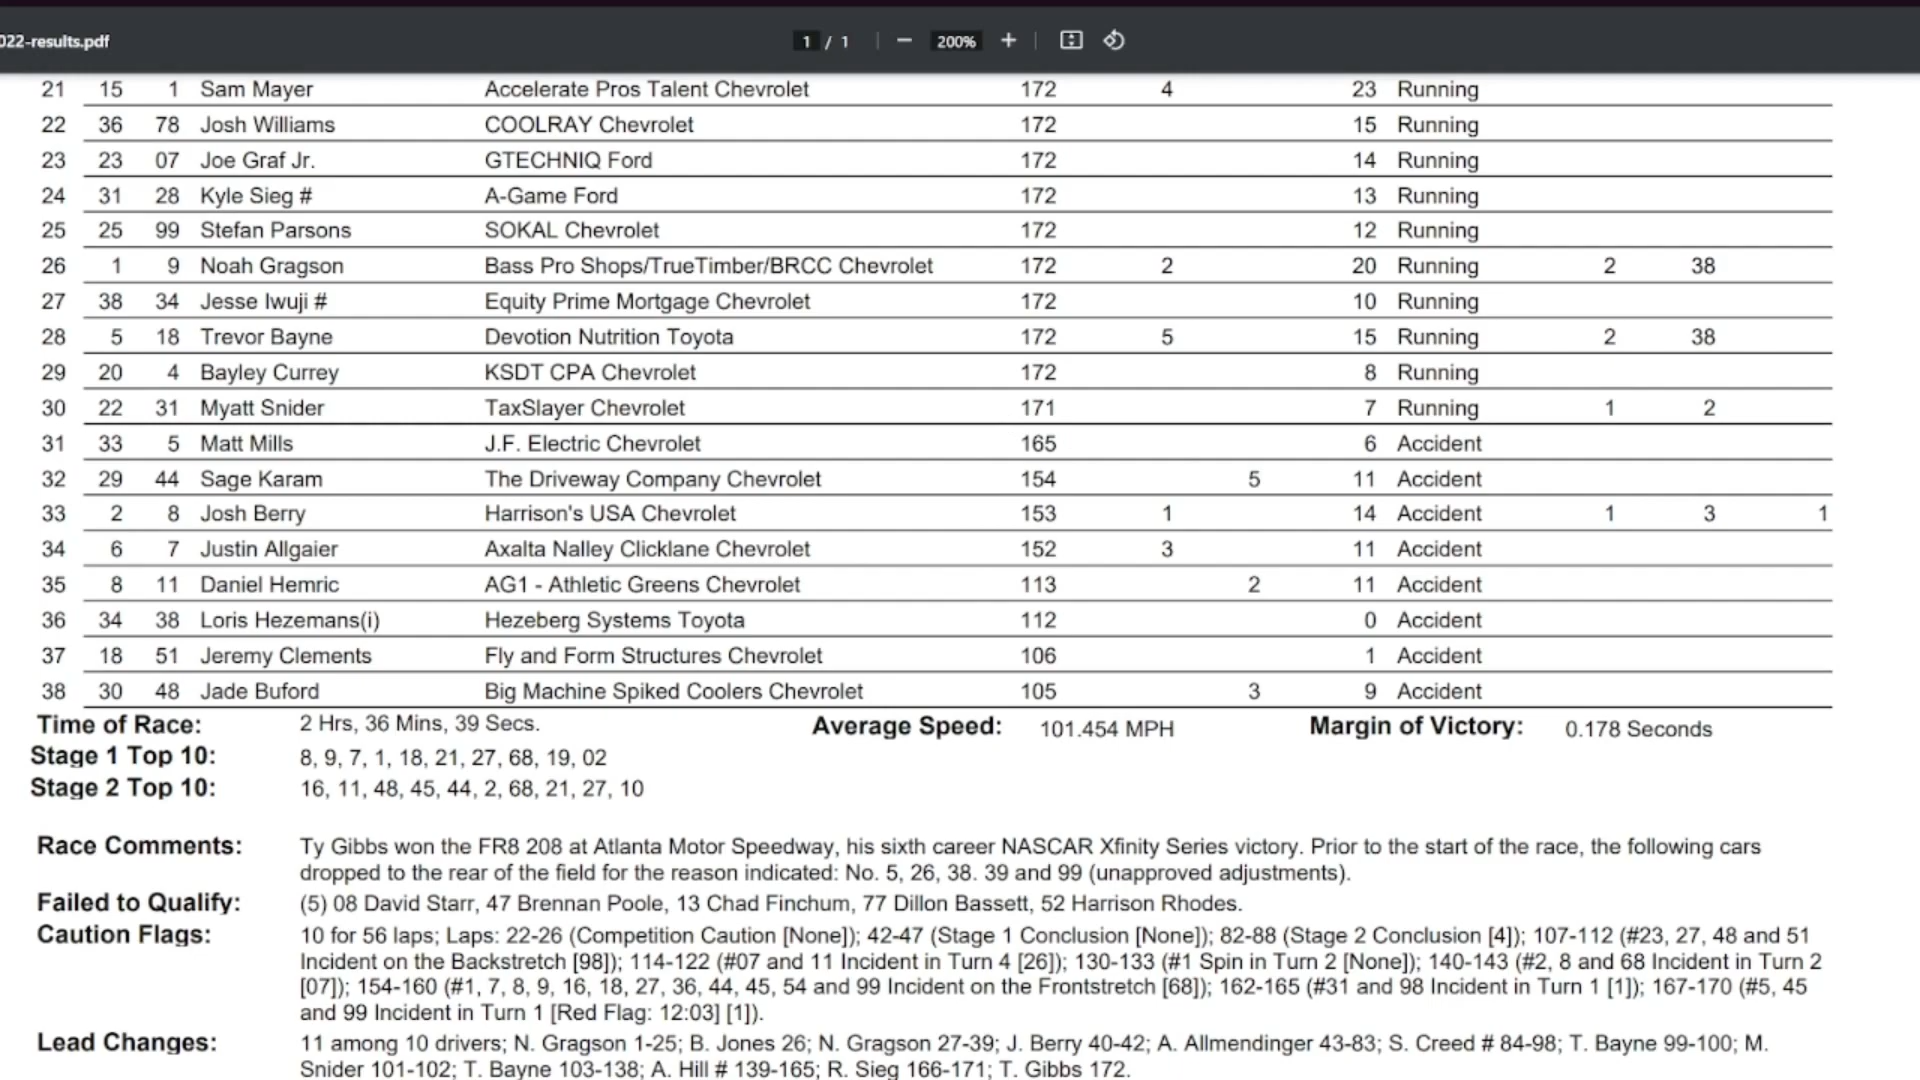 022-results.pdf 1 / 1 200%
21 15 1 Sam Mayer Accelerate Pros Talent Chevrolet 172 4 23 Running
22 36 78 Josh Williams COOLRAY Chevrolet 172 15 Running
23 23 07 Joe Graf Jr. GTECHNIQ Ford 172 14 Running
24 31 28 Kyle Sieg # A-Game Ford 172 13 Running
25 25 99 Stefan Parsons SOKAL Chevrolet 172 12 Running
26 1 9 Noah Gragson Bass Pro Shops/TrueTimber/BRCC Chevrolet 172 2 20 Running 2 38
27 38 34 Jesse Iwuji # Equity Prime Mortgage Chevrolet 172 10 Running
28 5 18 Trevor Bayne Devotion Nutrition Toyota 172 5 15 Running 2 38
29 20 4 Bayley Currey KSDT CPA Chevrolet 172 8 Running
30 22 31 Myatt Snider TaxSlayer Chevrolet 171 7 Running 1 2
31 33 5 Matt Mills J.F. Electric Chevrolet 165 6 Accident
32 29 44 Sage Karam The Driveway Company Chevrolet 154 5 11 Accident
33 2 8 Josh Berry Harrison's USA Chevrolet 153 1 14 Accident 1 3 1
34 6 7 Justin Allgaier Axalta Nalley Clicklane Chevrolet 152 3 11 Accident
35 8 11 Daniel Hemric AG1 - Athletic Greens Chevrolet 113 2 11 Accident
36 34 38 Loris Hezemans(i) Hezeberg Systems Toyota 112 0 Accident
37 18 51 Jeremy Clements Fly and Form Structures Chevrolet 106 1 Accident
38 30 48 Jade Buford Big Machine Spiked Coolers Chevrolet 105 3 9 Accident
Time of Race: 2 Hrs, 36 Mins, 39 Secs. Average Speed: 101.454 MPH Margin of Victory: 0.178 Seconds
Stage 1 Top 10: 8, 9, 7, 1, 18, 21, 27, 68, 19, 02
Stage 2 Top 10: 16, 11, 48, 45, 44, 2, 68, 21, 27, 10
Race Comments: Ty Gibbs won the FR8 208 at Atlanta Motor Speedway, his sixth career NASCAR Xfinity Series victory. Prior to the start of the race, the following cars
dropped to the rear of the field for the reason indicated: No. 5, 26, 38. 39 and 99 (unapproved adjustments).
Failed to Qualify: (5) 08 David Starr, 47 Brennan Poole, 13 Chad Finchum, 77 Dillon Bassett, 52 Harrison Rhodes.
Caution Flags: 10 for 56 laps; Laps: 22-26 (Competition Caution [None]); 42-47 (Stage 1 Conclusion [None]); 82-88 (Stage 2 Conclusion [4]); 107-112 (#23, 27, 48 and 51
Incident on the Backstretch [98]); 114-122 (#07 and 11 Incident in Turn 4 [26]); 130-133 (#1 Spin in Turn 2 [None]); 140-143 (#2, 8 and 68 Incident in Turn 2
[07]); 154-160 (#1, 7, 8, 9, 16, 18, 27, 36, 44, 45, 54 and 99 Incident on the Frontstretch [68]); 162-165 (#31 and 98 Incident in Turn 1 [1]); 167-170 (#5, 45
and 99 Incident in Turn 1 [Red Flag: 12:03] [1]).
Lead Changes: 11 among 10 drivers; N. Gragson 1-25; B. Jones 26; N. Gragson 27-39; J. Berry 40-42; A. Allmendinger 43-83; S. Creed # 84-98; T. Bayne 99-100; M.
Snider 101-102; T. Bayne 103-138; A. Hill # 139-165; R. Sieg 166-171; T. Gibbs 172.